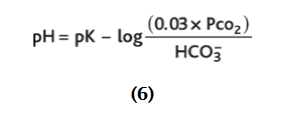 pH = pK – log (0.03 x Pco₂) / HCO₃⁻
(6)